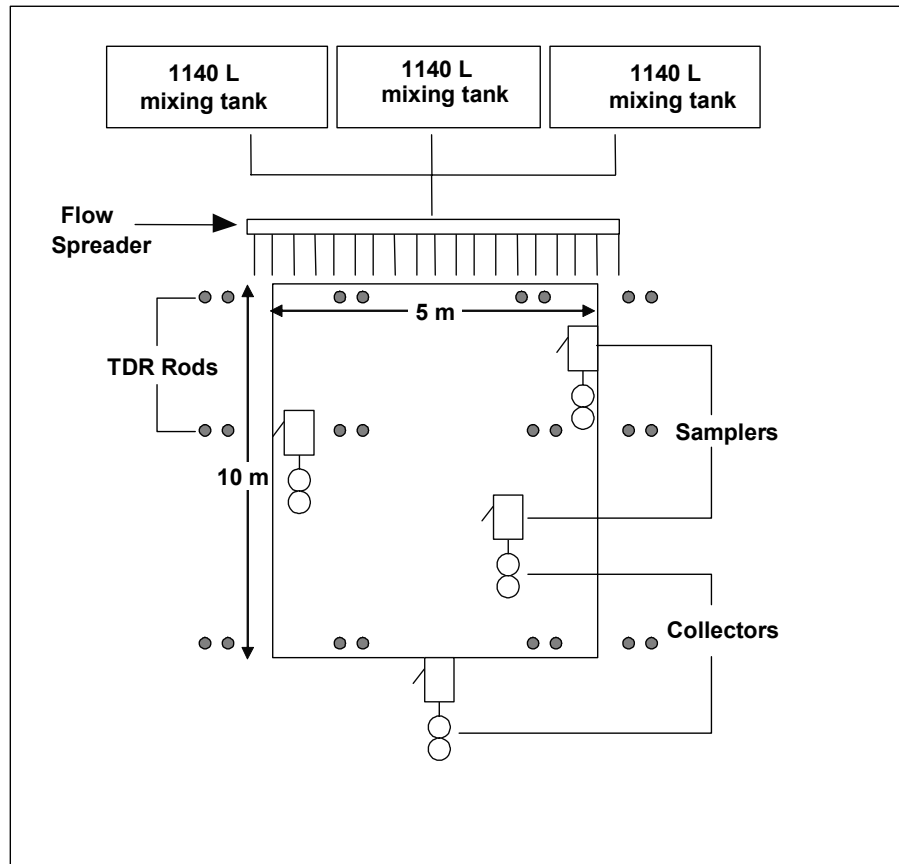 1140 L
mixing tank
1140 L
mixing tank
1140 L
mixing tank
Flow
Spreader
5 m
TDR Rods
Samplers
10 m
Collectors